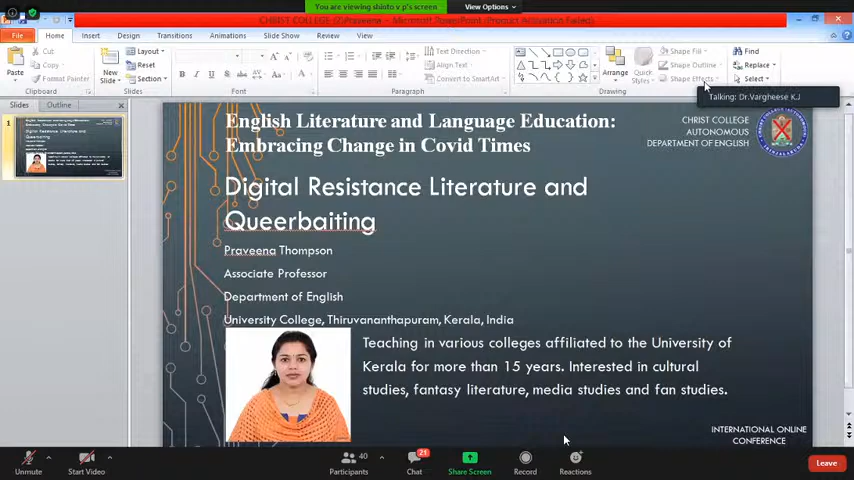 You are viewing shinto v p's screen
View Options
CHRIST COLLEGE (2)Praveena - Microsoft PowerPoint (Product Activation Failed)
File Home Insert Design Transitions Animations Slide Show Review View
Paste
Cut
Copy
Format Painter
Clipboard
New
Slide
Layout
Reset
Section
Slides
Font
Paragraph
Text Direction
Align Text
Convert to SmartArt
Arrange
Quick
Styles
Shape Fill
Shape Outline
Shape Effects
Drawing
Find
Replace
Select
Talking: Dr.Vargheese K.J
Slides Outline
1
English Literature and Language Education:
Embracing Change in Covid Times
CHRIST COLLEGE
AUTONOMOUS
DEPARTMENT OF ENGLISH
Digital Resistance Literature and
Queerbaiting
Praveena Thompson
Associate Professor
Department of English
University College, Thiruvananthapuram, Kerala, India
Teaching in various colleges affiliated to the University of
Kerala for more than 15 years. Interested in cultural
studies, fantasy literature, media studies and fan studies.
INTERNATIONAL ONLINE
CONFERENCE
Unmute
Start Video
40
Participants
21
Chat
Share Screen
Record
Reactions
Leave